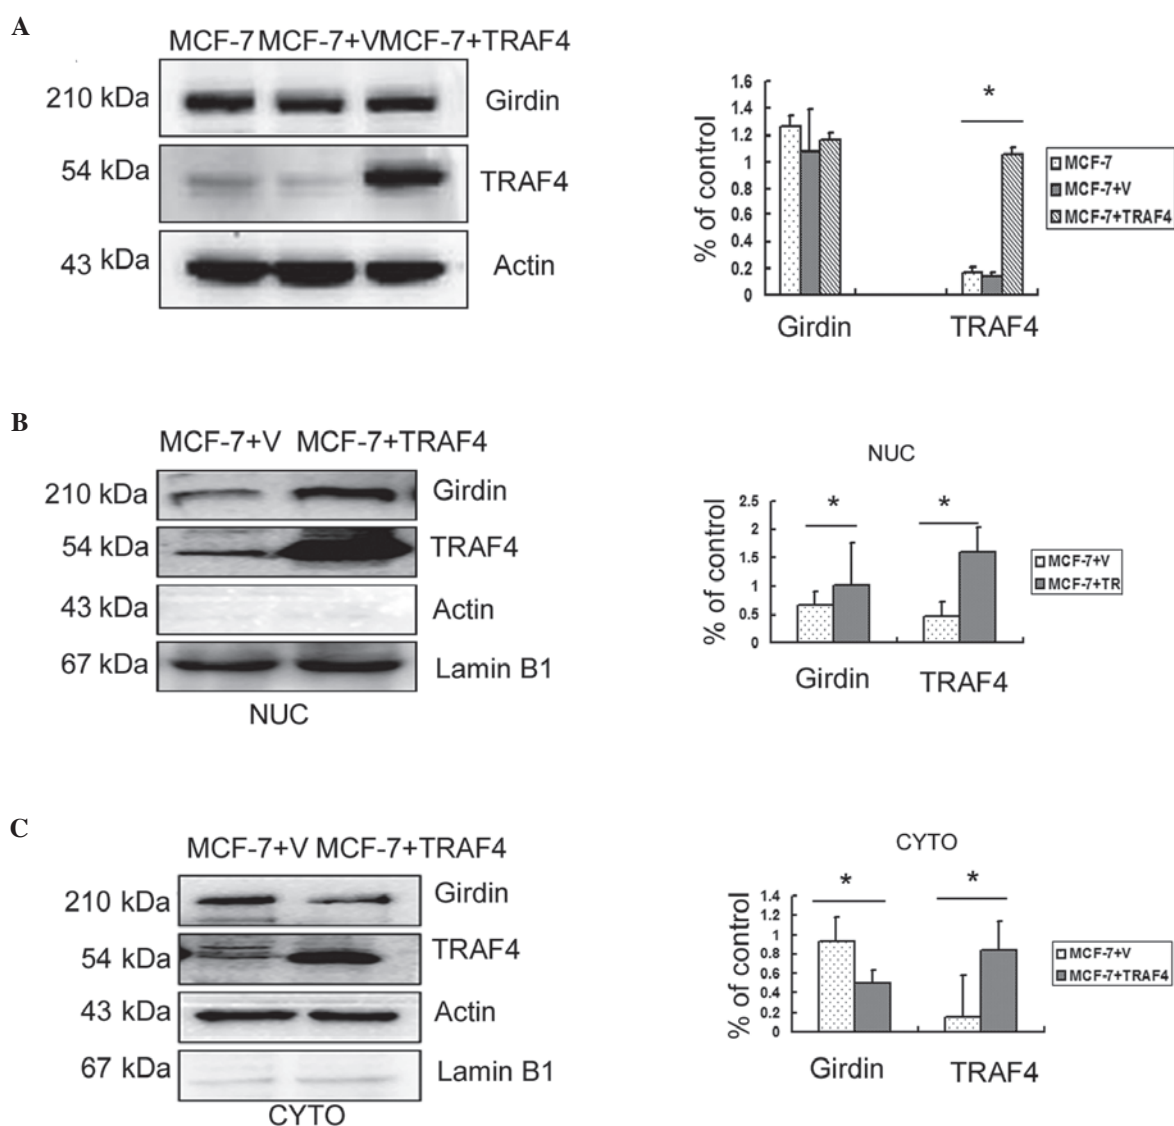 A
MCF-7 MCF-7+VMCF-7+TRAF4
210 kDa
Girdin
54 kDa
TRAF4
43 kDa
Actin
% of control
1.6
1.4
1.2
1
0.8
0.6
0.4
0.2
0
*
Girdin
TRAF4
MCF-7
MCF-7+V
MCF-7+TRAF4
B
MCF-7+V MCF-7+TRAF4
210 kDa
Girdin
54 kDa
TRAF4
43 kDa
Actin
67 kDa
Lamin B1
NUC
NUC
% of control
2.5
2
1.5
1
0.5
0
*
*
Girdin
TRAF4
MCF-7+V
MCF-7+TR
C
MCF-7+V MCF-7+TRAF4
210 kDa
Girdin
54 kDa
TRAF4
43 kDa
Actin
67 kDa
Lamin B1
CYTO
CYTO
% of control
1.4
1.2
1
0.8
0.6
0.4
0.2
0
*
*
Girdin
TRAF4
MCF-7+V
MCF-7+TRAF4